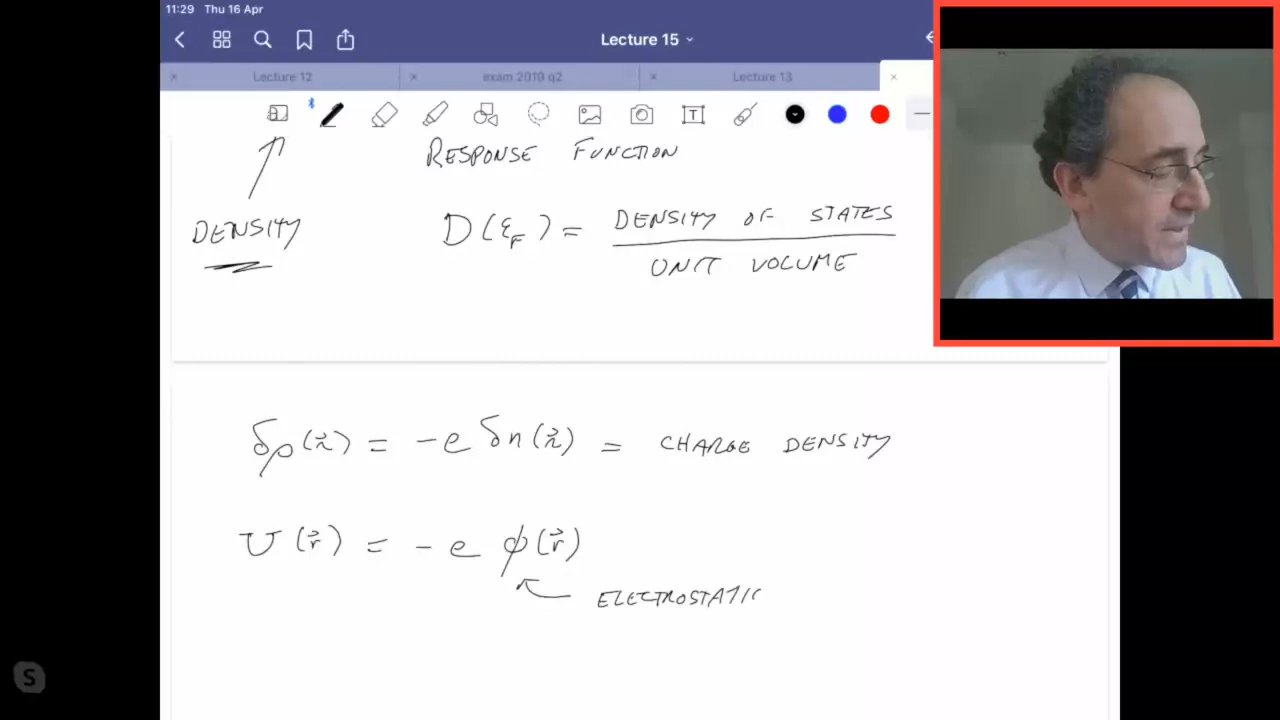 11:29 Thu 16 Apr
Lecture 15
Lecture 12
exam 2019 q2
Lecture 13
T
RESPONSE FUNCTION
DENSITY
D(ε_F) = DENSITY OF STATES
UNIT VOLUME
δρ(r⃗) = -e δn(r⃗) = CHARGE DENSITY
U(r⃗) = -e φ(r⃗)
ELECTROSTATIC
S